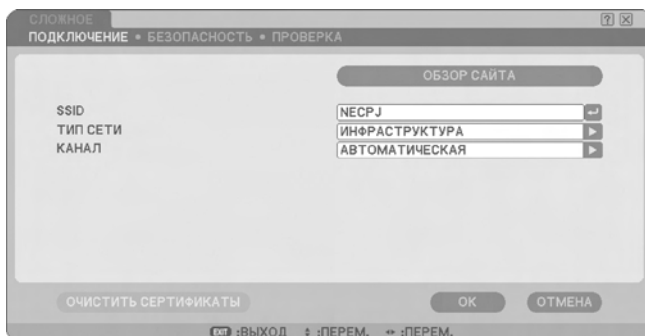 СЛОЖНОЕ
ПОДКЛЮЧЕНИЕ • БЕЗОПАСНОСТЬ • ПРОВЕРКА
ОБЗОР САЙТА
SSID NECPJ
ТИП СЕТИ ИНФРАСТРУКТУРА
КАНАЛ АВТОМАТИЧЕСКАЯ
ОЧИСТИТЬ СЕРТИФИКАТЫ OK ОТМЕНА
EXIT :ВЫХОД :ПЕРЕМ. :ПЕРЕМ.